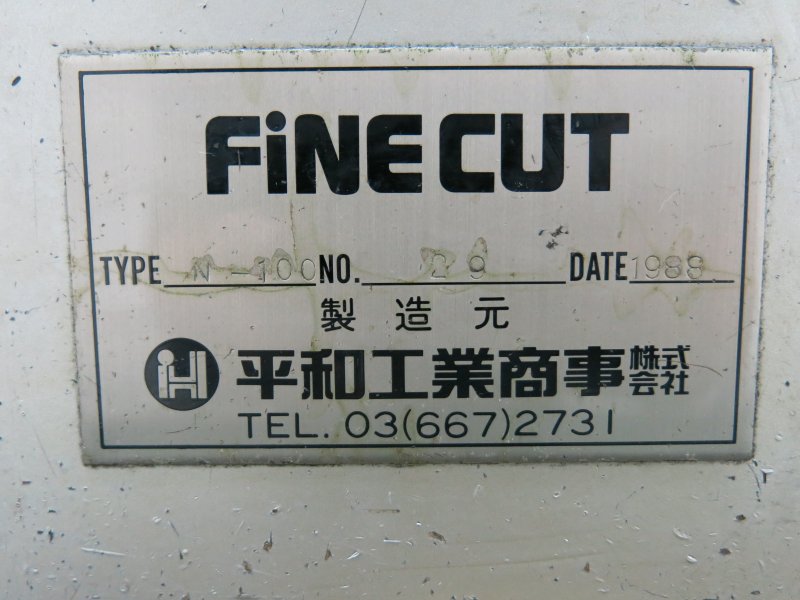 FiNE CUT
TYPE N-100 NO. 29 DATE 1988
製造元
平和工業商事株式会社
TEL. 03(667)2731